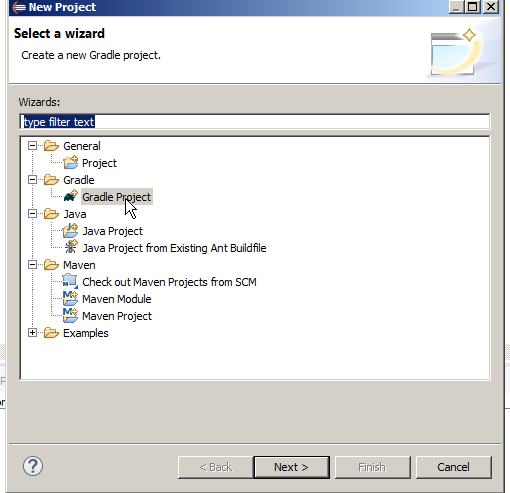 New Project
Select a wizard
Create a new Gradle project.
Wizards:
type filter text
General
Project
Gradle
Gradle Project
Java
Java Project
Java Project from Existing Ant Buildfile
Maven
Check out Maven Projects from SCM
Maven Module
Maven Project
Examples
? < Back Next > Finish Cancel